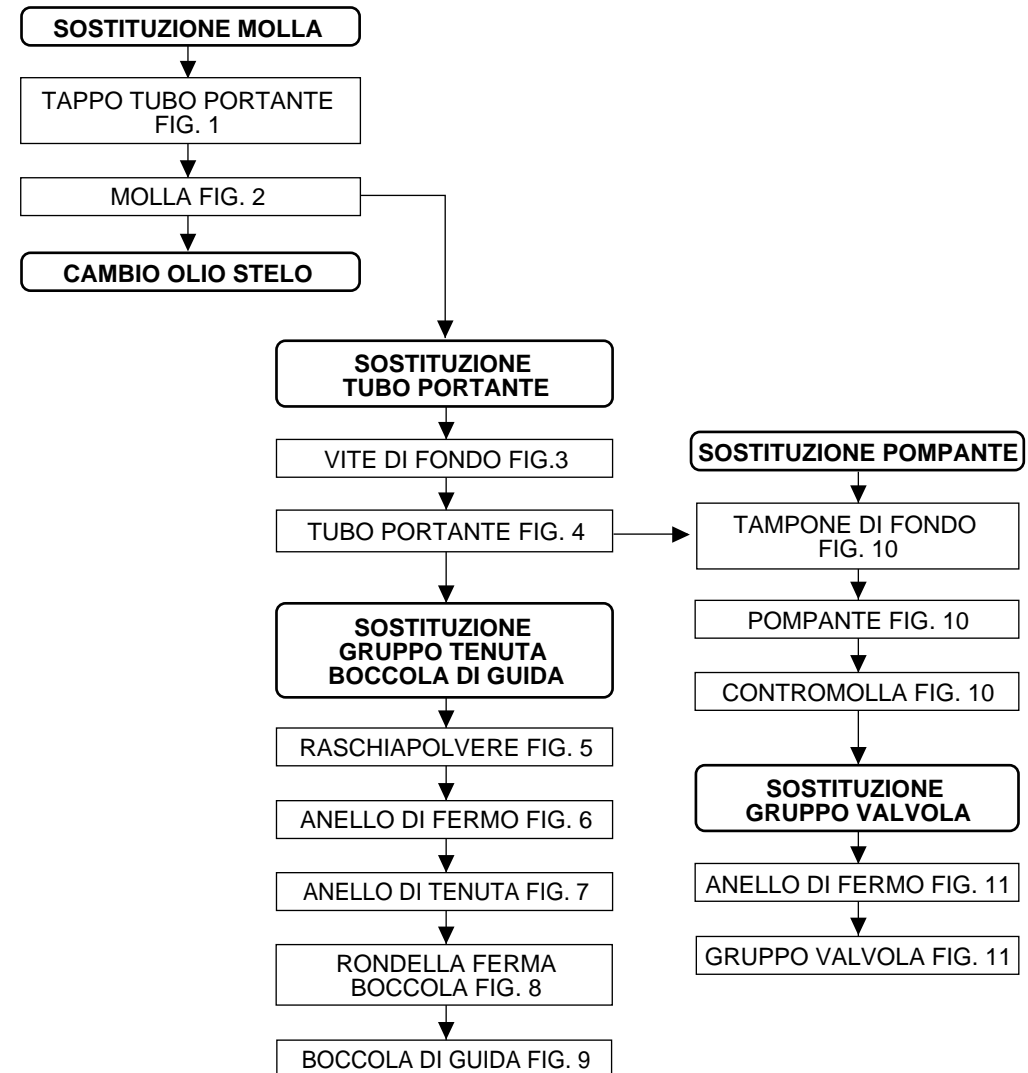 SOSTITUZIONE MOLLA
TAPPO TUBO PORTANTE
FIG. 1
MOLLA FIG. 2
CAMBIO OLIO STELO
SOSTITUZIONE
TUBO PORTANTE
VITE DI FONDO FIG.3
TUBO PORTANTE FIG. 4
SOSTITUZIONE
GRUPPO TENUTA
BOCCOLA DI GUIDA
RASCHIAPOLVERE FIG. 5
ANELLO DI FERMO FIG. 6
ANELLO DI TENUTA FIG. 7
RONDELLA FERMA
BOCCOLA FIG. 8
BOCCOLA DI GUIDA FIG. 9
SOSTITUZIONE POMPANTE
TAMPONE DI FONDO
FIG. 10
POMPANTE FIG. 10
CONTROMOLLA FIG. 10
SOSTITUZIONE
GRUPPO VALVOLA
ANELLO DI FERMO FIG. 11
GRUPPO VALVOLA FIG. 11